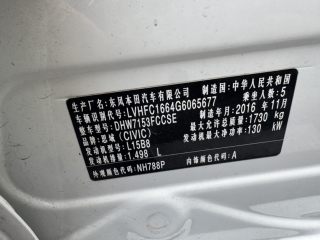 生产厂名: 东风本田汽车有限公司 制造国: 中华人民共和国
车辆识别代号: LVHFC1664G6065677 乘坐人数: 5
整车型号: DHW7153FCCSE 制造年月: 2016 年 11月
品牌: 思域 (CIVIC) 最大允许总质量: 1730 kg
发动机型号: L15B8 发动机最大净功率: 130 kW
发动机排量: 1.498 L
外观颜色代码: NH788P 内饰颜色代码: A